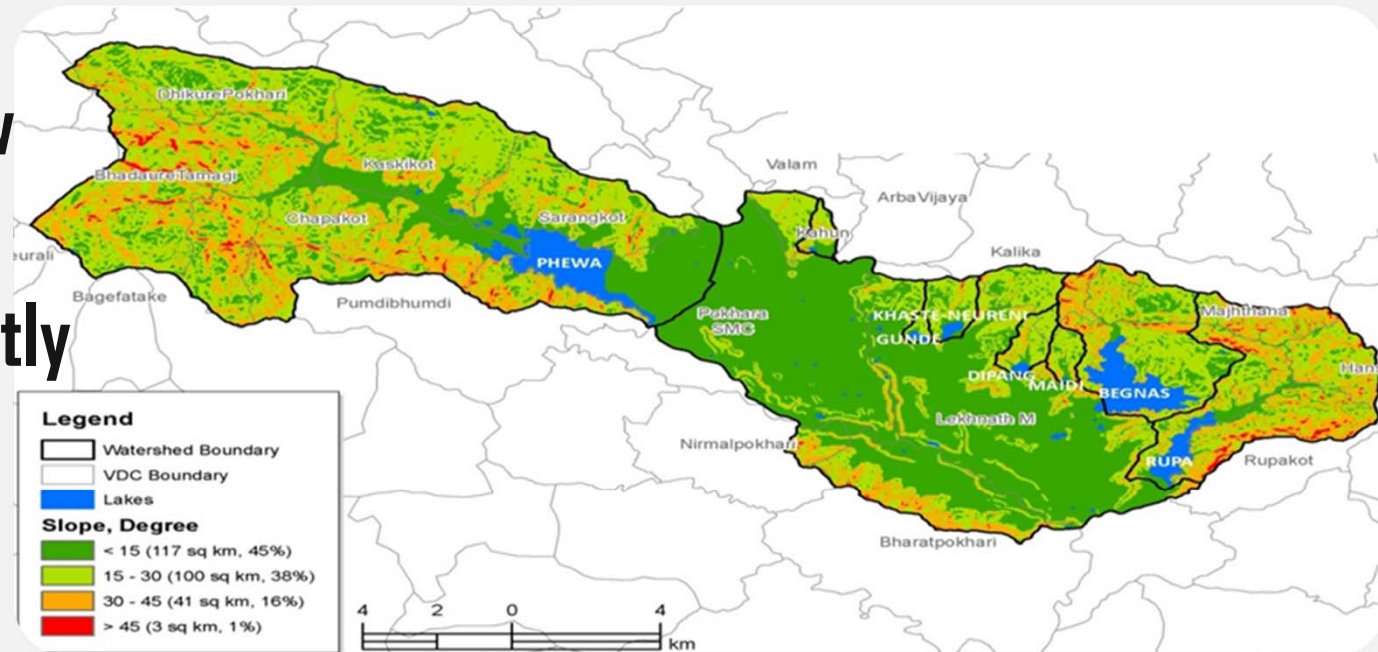 tly
DhikurePokhari
BhadaureTamagi
Kaskikot
Chapakot
Sarangkot
PHEWA
eurali
Bagefatake
Pumdibhumdi
Valam
ArbaVijaya
Kahun
Kalika
Pokhara
SMC
KHASTE-NEURENI
GUNDE
DIPANG
MAIDI
BEGNAS
Majhthana
Lekhnath M
Nirmalpokhari
RUPA
Rupakot
Bharatpokhari
Legend
Watershed Boundary
VDC Boundary
Lakes
Slope, Degree
< 15 (117 sq km, 45%)
15 - 30 (100 sq km, 38%)
30 - 45 (41 sq km, 16%)
> 45 (3 sq km, 1%)
4 2 0 4
km